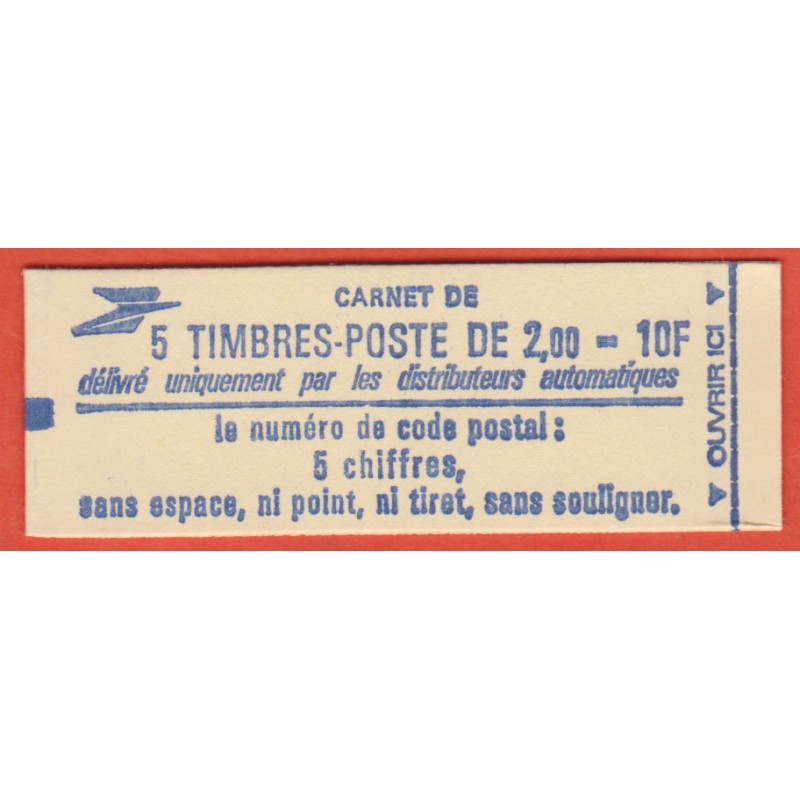 CARNET DE
5 TIMBRES-POSTE DE 2,00 = 10F
délivré uniquement par les distributeurs automatiques
le numéro de code postal:
5 chiffres,
sans espace, ni point, ni tiret, sans souligner.
OUVRIR ICI